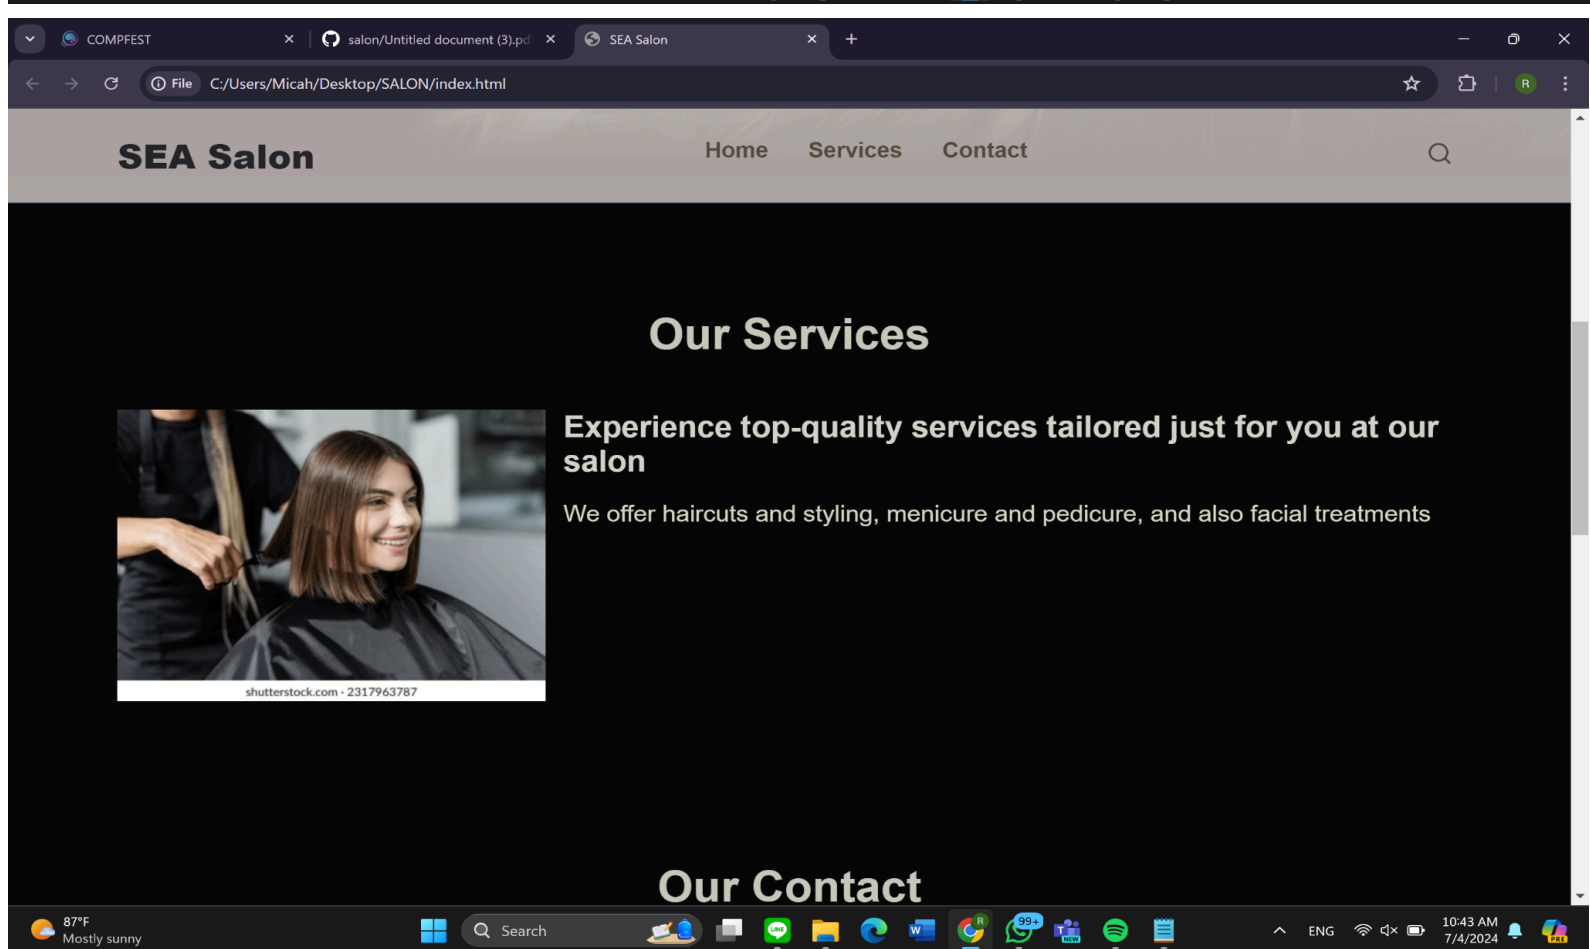 COMPFEST
salon/Untitled document (3).pd
SEA Salon
File
C:/Users/Micah/Desktop/SALON/index.html
R
SEA Salon
Home Services Contact
Our Services
Experience top-quality services tailored just for you at our
salon
We offer haircuts and styling, menicure and pedicure, and also facial treatments
shutterstock.com · 2317963787
Our Contact
87°F
Mostly sunny
Search
LINE
W
R
99+
T
NEW
ENG
10:43 AM
7/4/2024
PRE